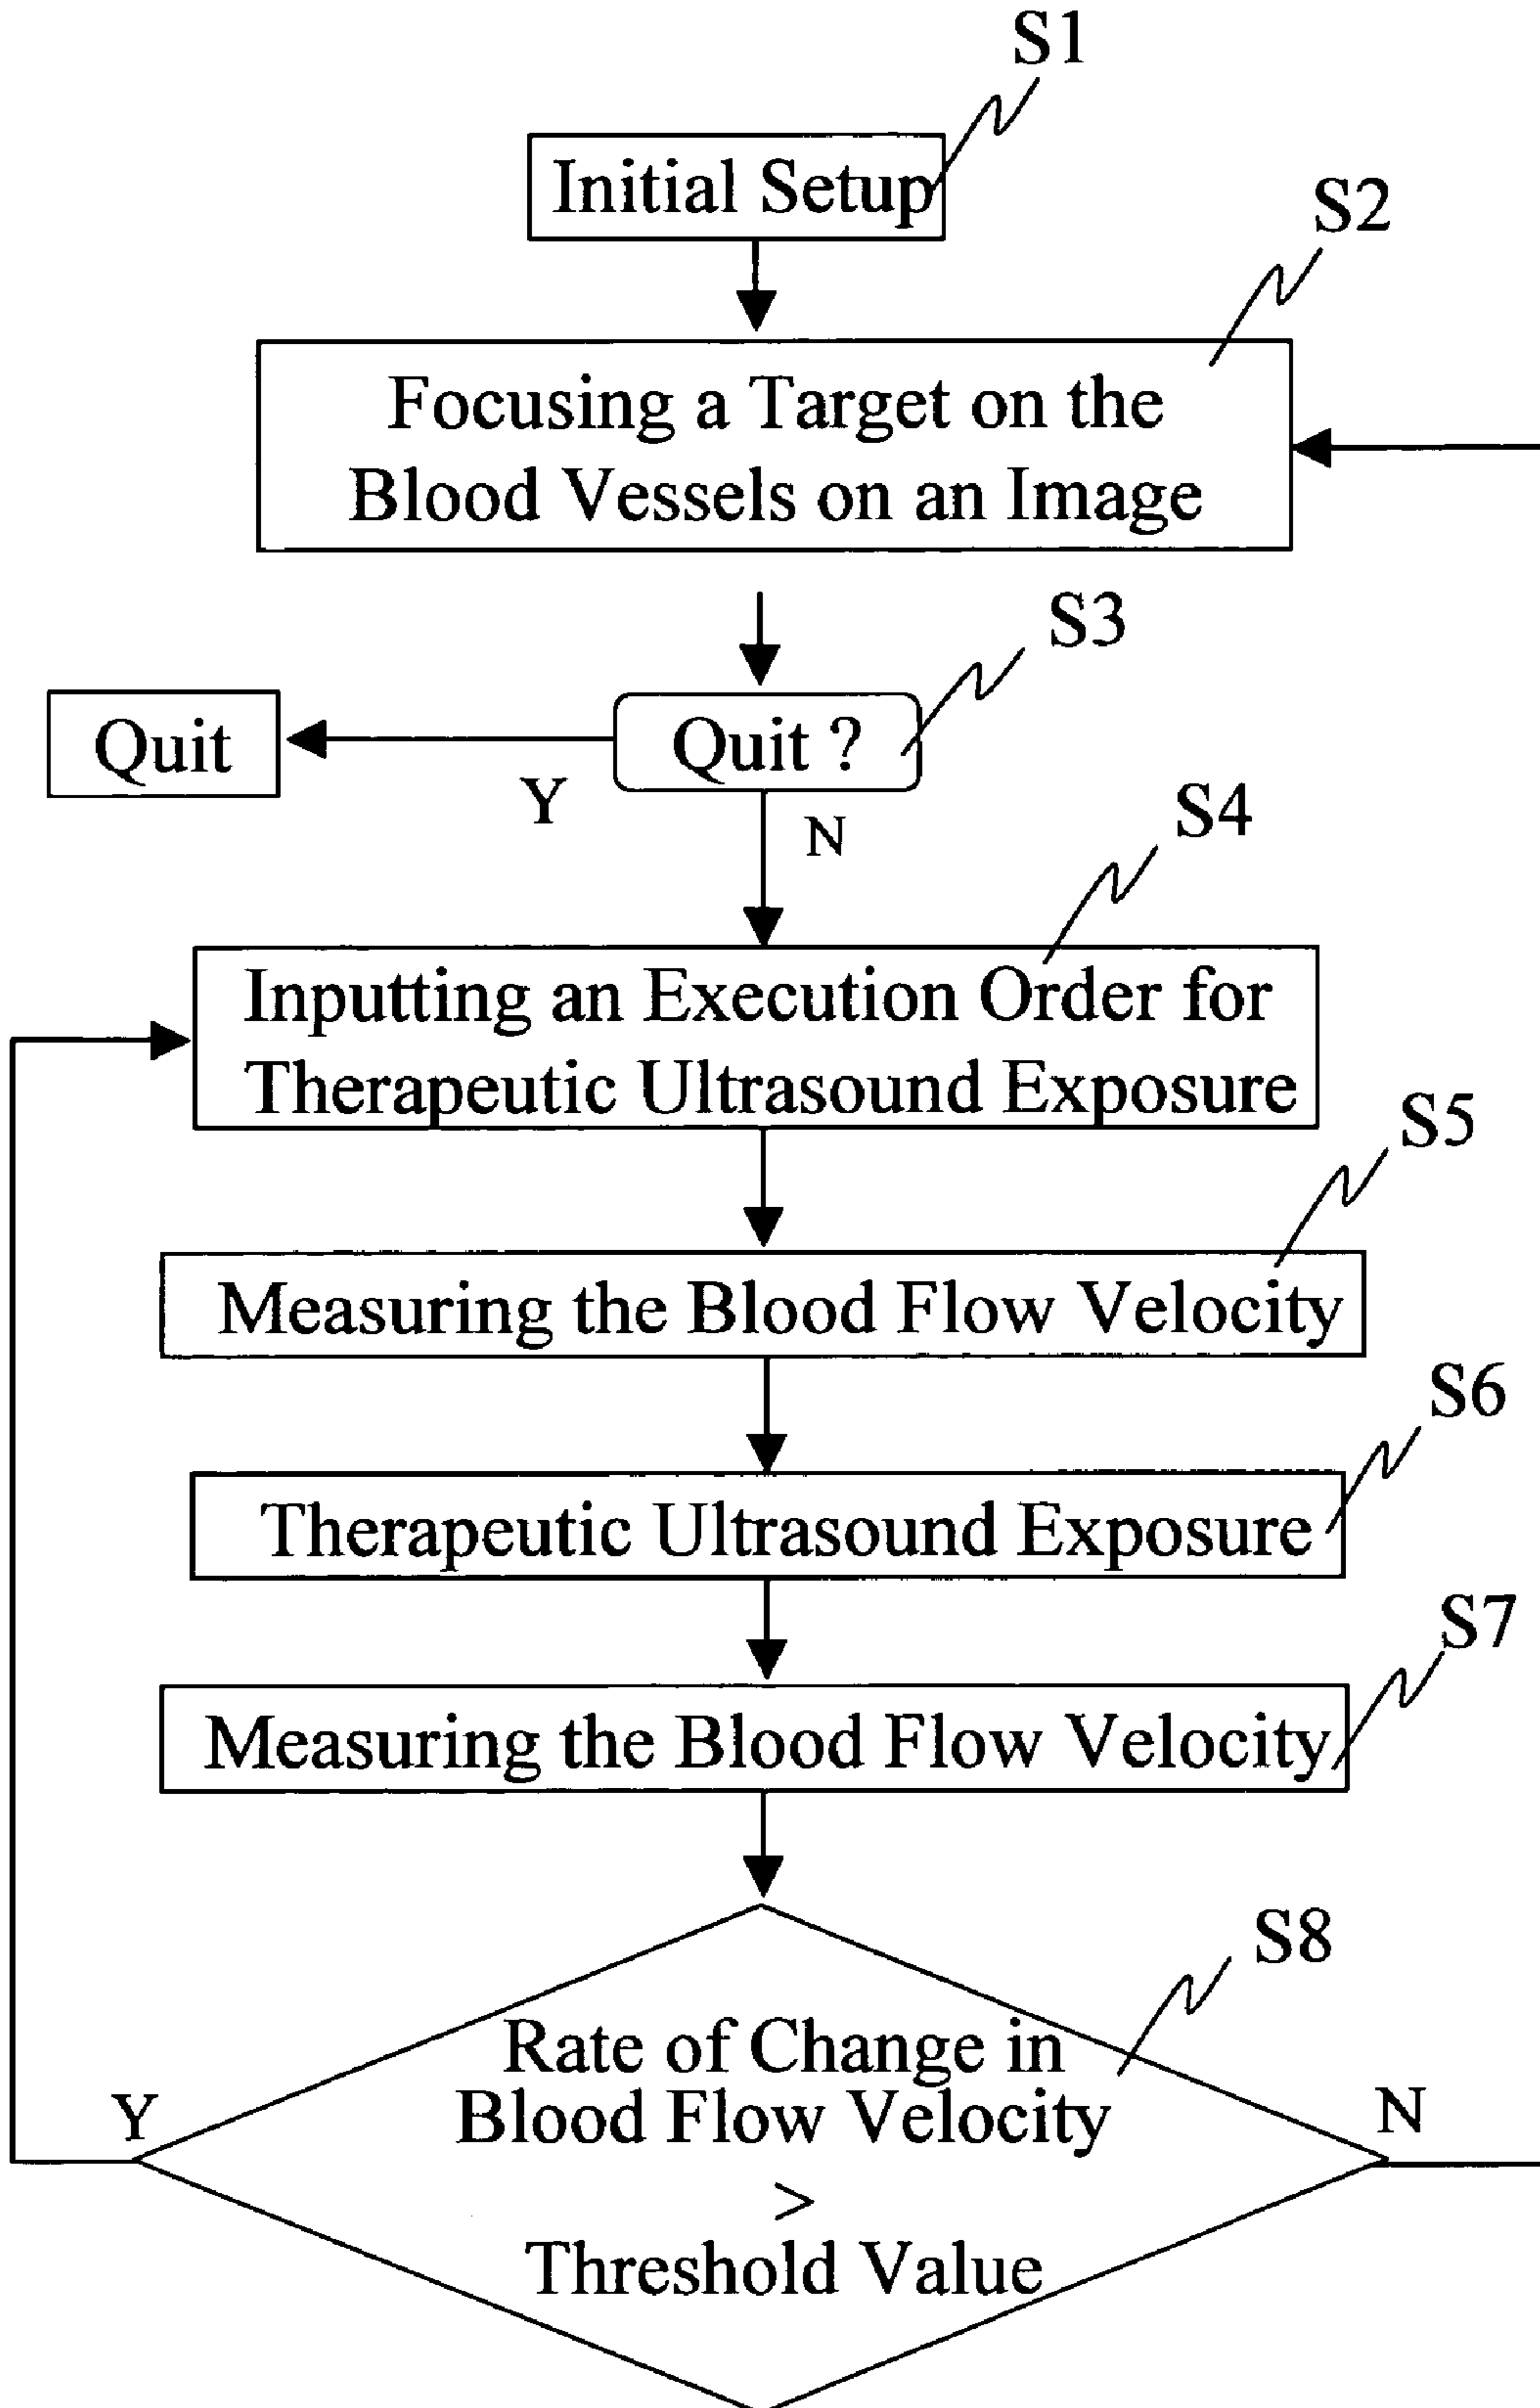 S1
Initial Setup
S2
Focusing a Target on the
Blood Vessels on an Image
S3
Quit
Quit ?
Y
N
S4
Inputting an Execution Order for
Therapeutic Ultrasound Exposure
S5
Measuring the Blood Flow Velocity
S6
Therapeutic Ultrasound Exposure
S7
Measuring the Blood Flow Velocity
S8
Rate of Change in
Blood Flow Velocity
>
Threshold Value
Y
N